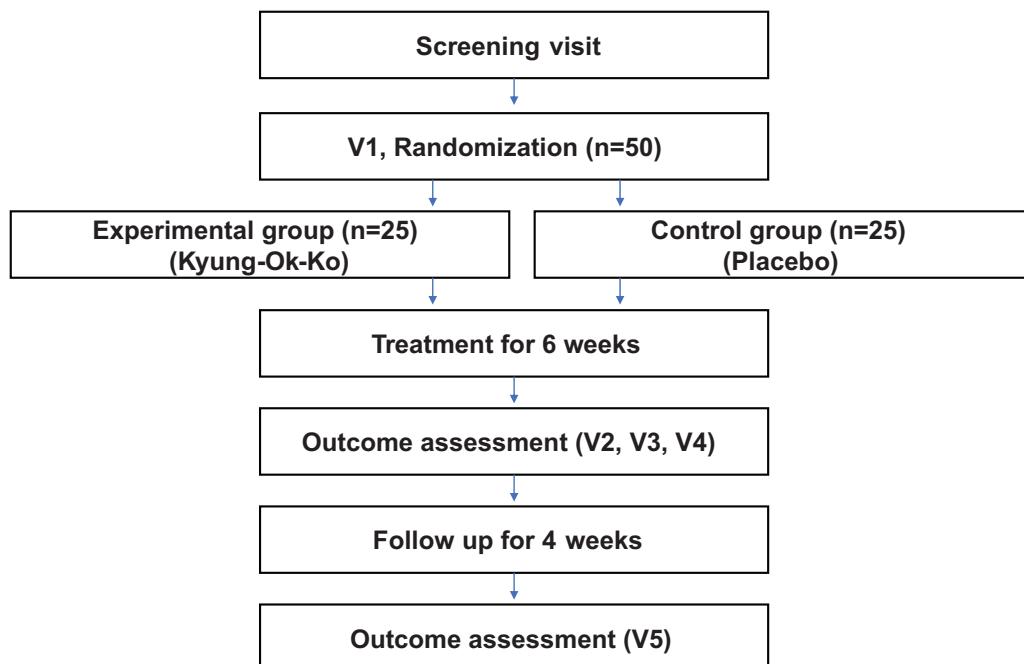 Screening visit
V1, Randomization (n=50)
Experimental group (n=25)
(Kyung-Ok-Ko)
Control group (n=25)
(Placebo)
Treatment for 6 weeks
Outcome assessment (V2, V3, V4)
Follow up for 4 weeks
Outcome assessment (V5)